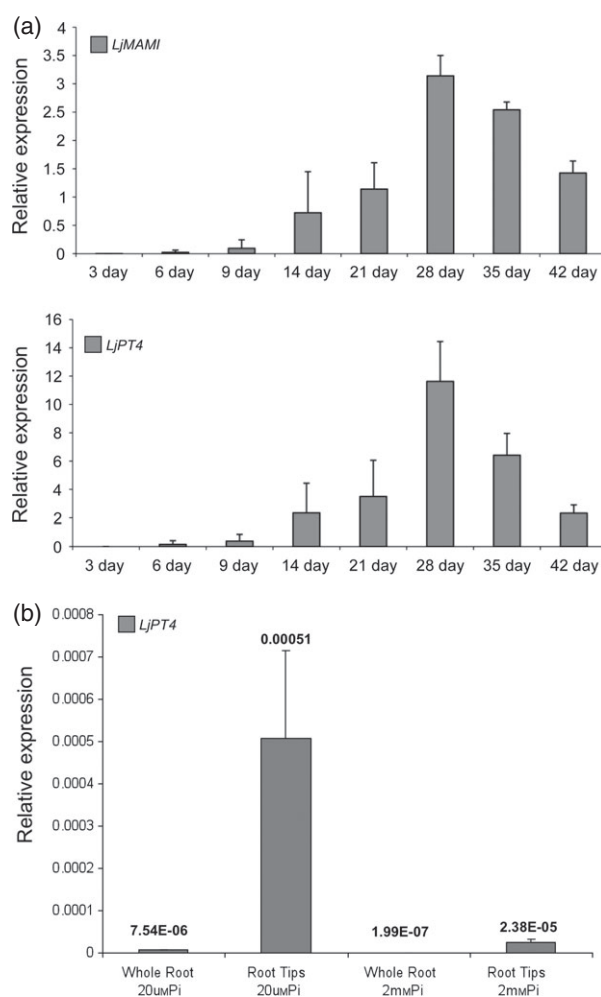 (a)
LjMAMI
Relative expression
4
3.5
3
2.5
2
1.5
1
0.5
0
3 day 6 day 9 day 14 day 21 day 28 day 35 day 42 day
LjPT4
Relative expression
16
14
12
10
8
6
4
2
0
3 day 6 day 9 day 14 day 21 day 28 day 35 day 42 day
(b)
LjPT4
Relative expression
0.0008
0.0007
0.0006
0.0005
0.0004
0.0003
0.0002
0.0001
0
7.54E-06
0.00051
1.99E-07
2.38E-05
Whole Root Root Tips Whole Root Root Tips
20uMPi 20uMPi 2mMPi 2mMPi